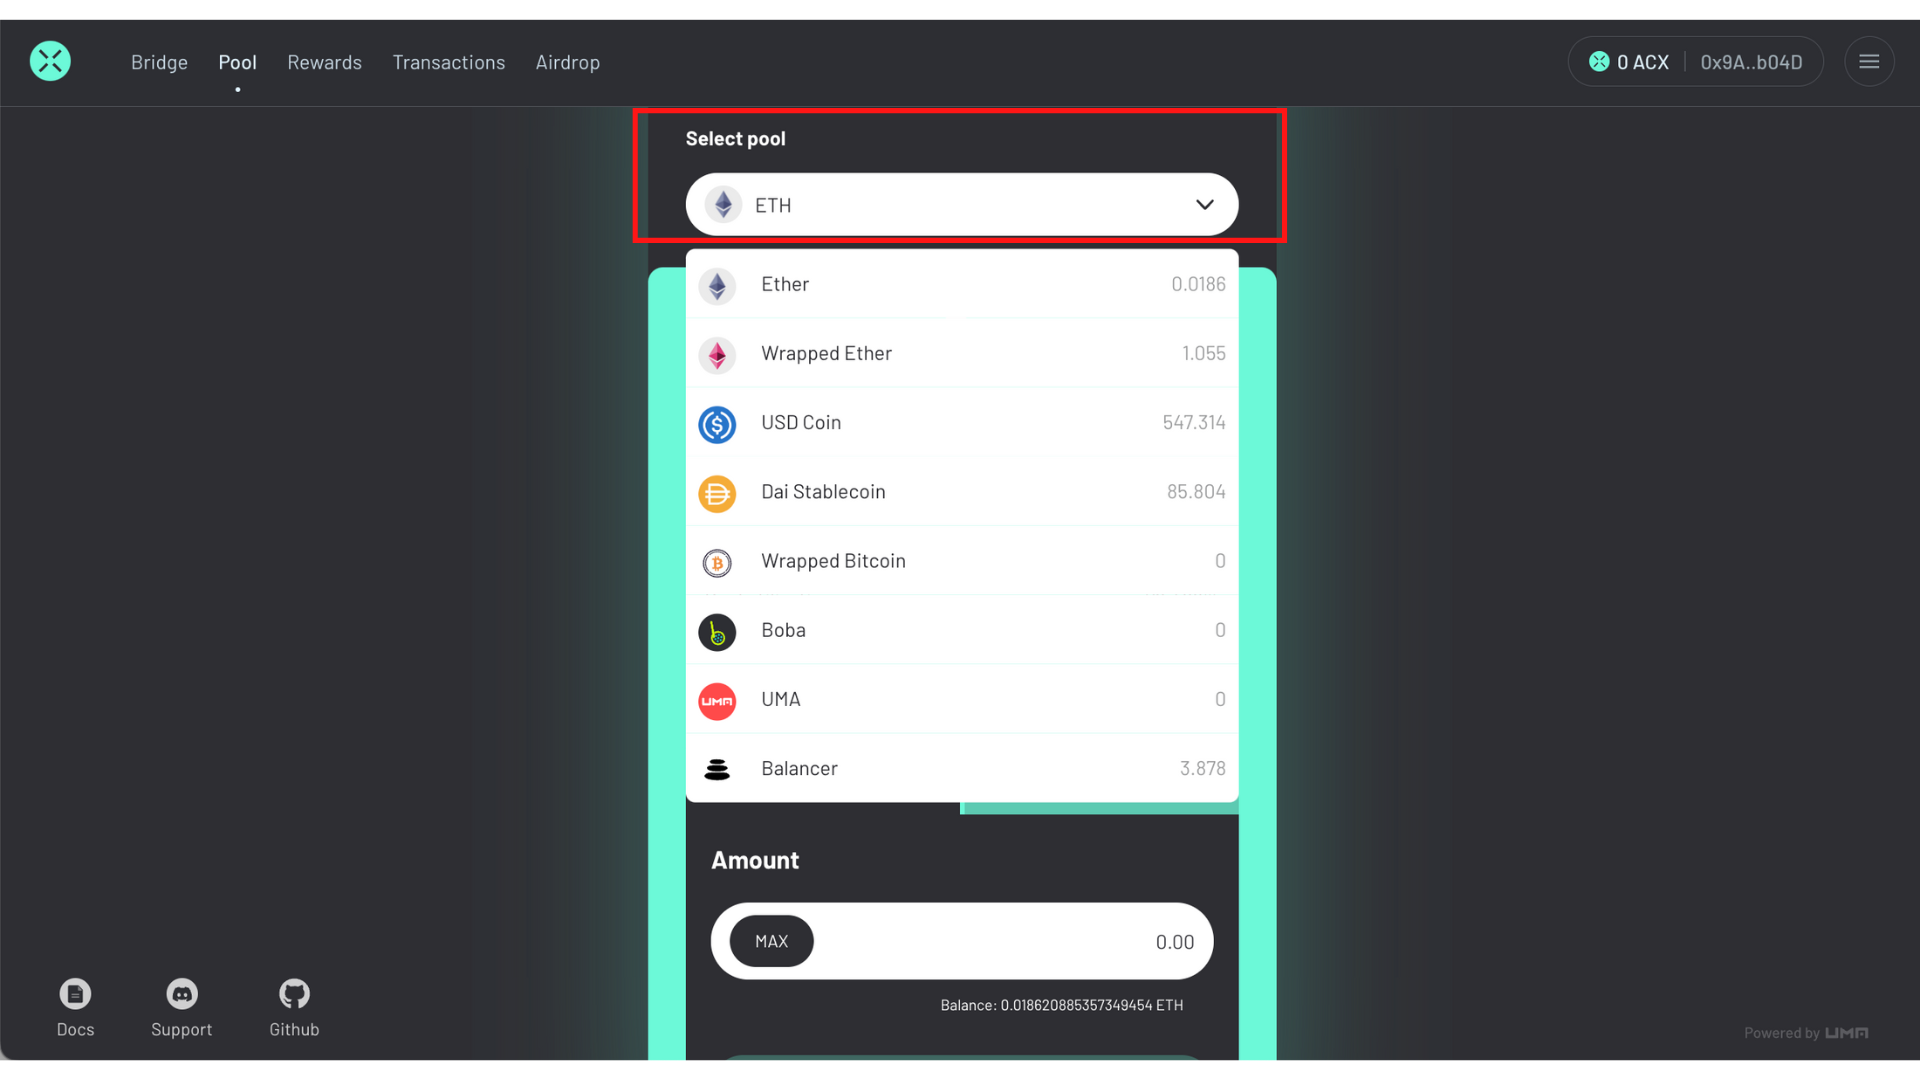 Bridge Pool Rewards Transactions Airdrop 0 ACX 0x9A..b04D
Select pool
ETH
Ether 0.0186
Wrapped Ether 1.055
USD Coin 547.314
Dai Stablecoin 85.804
Wrapped Bitcoin 0
Boba 0
UMA UMA 0
Balancer 3.878
Amount
MAX 0.00
Balance: 0.018620885357349454 ETH
Docs Support Github
Powered by UMA